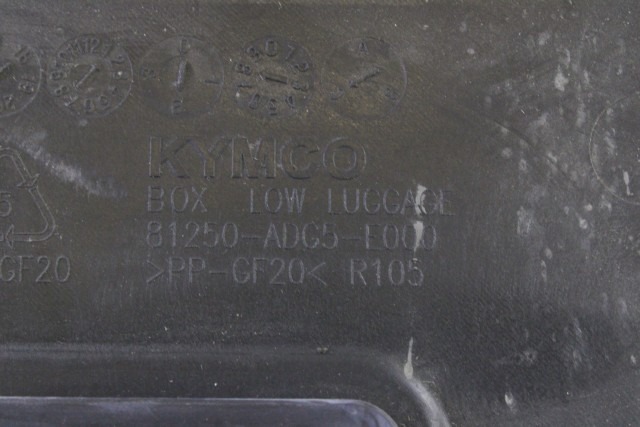 KYMCO
BOX LOW LUGGAGE
81250-ADG5-E000
>PP-GF20< R105
GF20